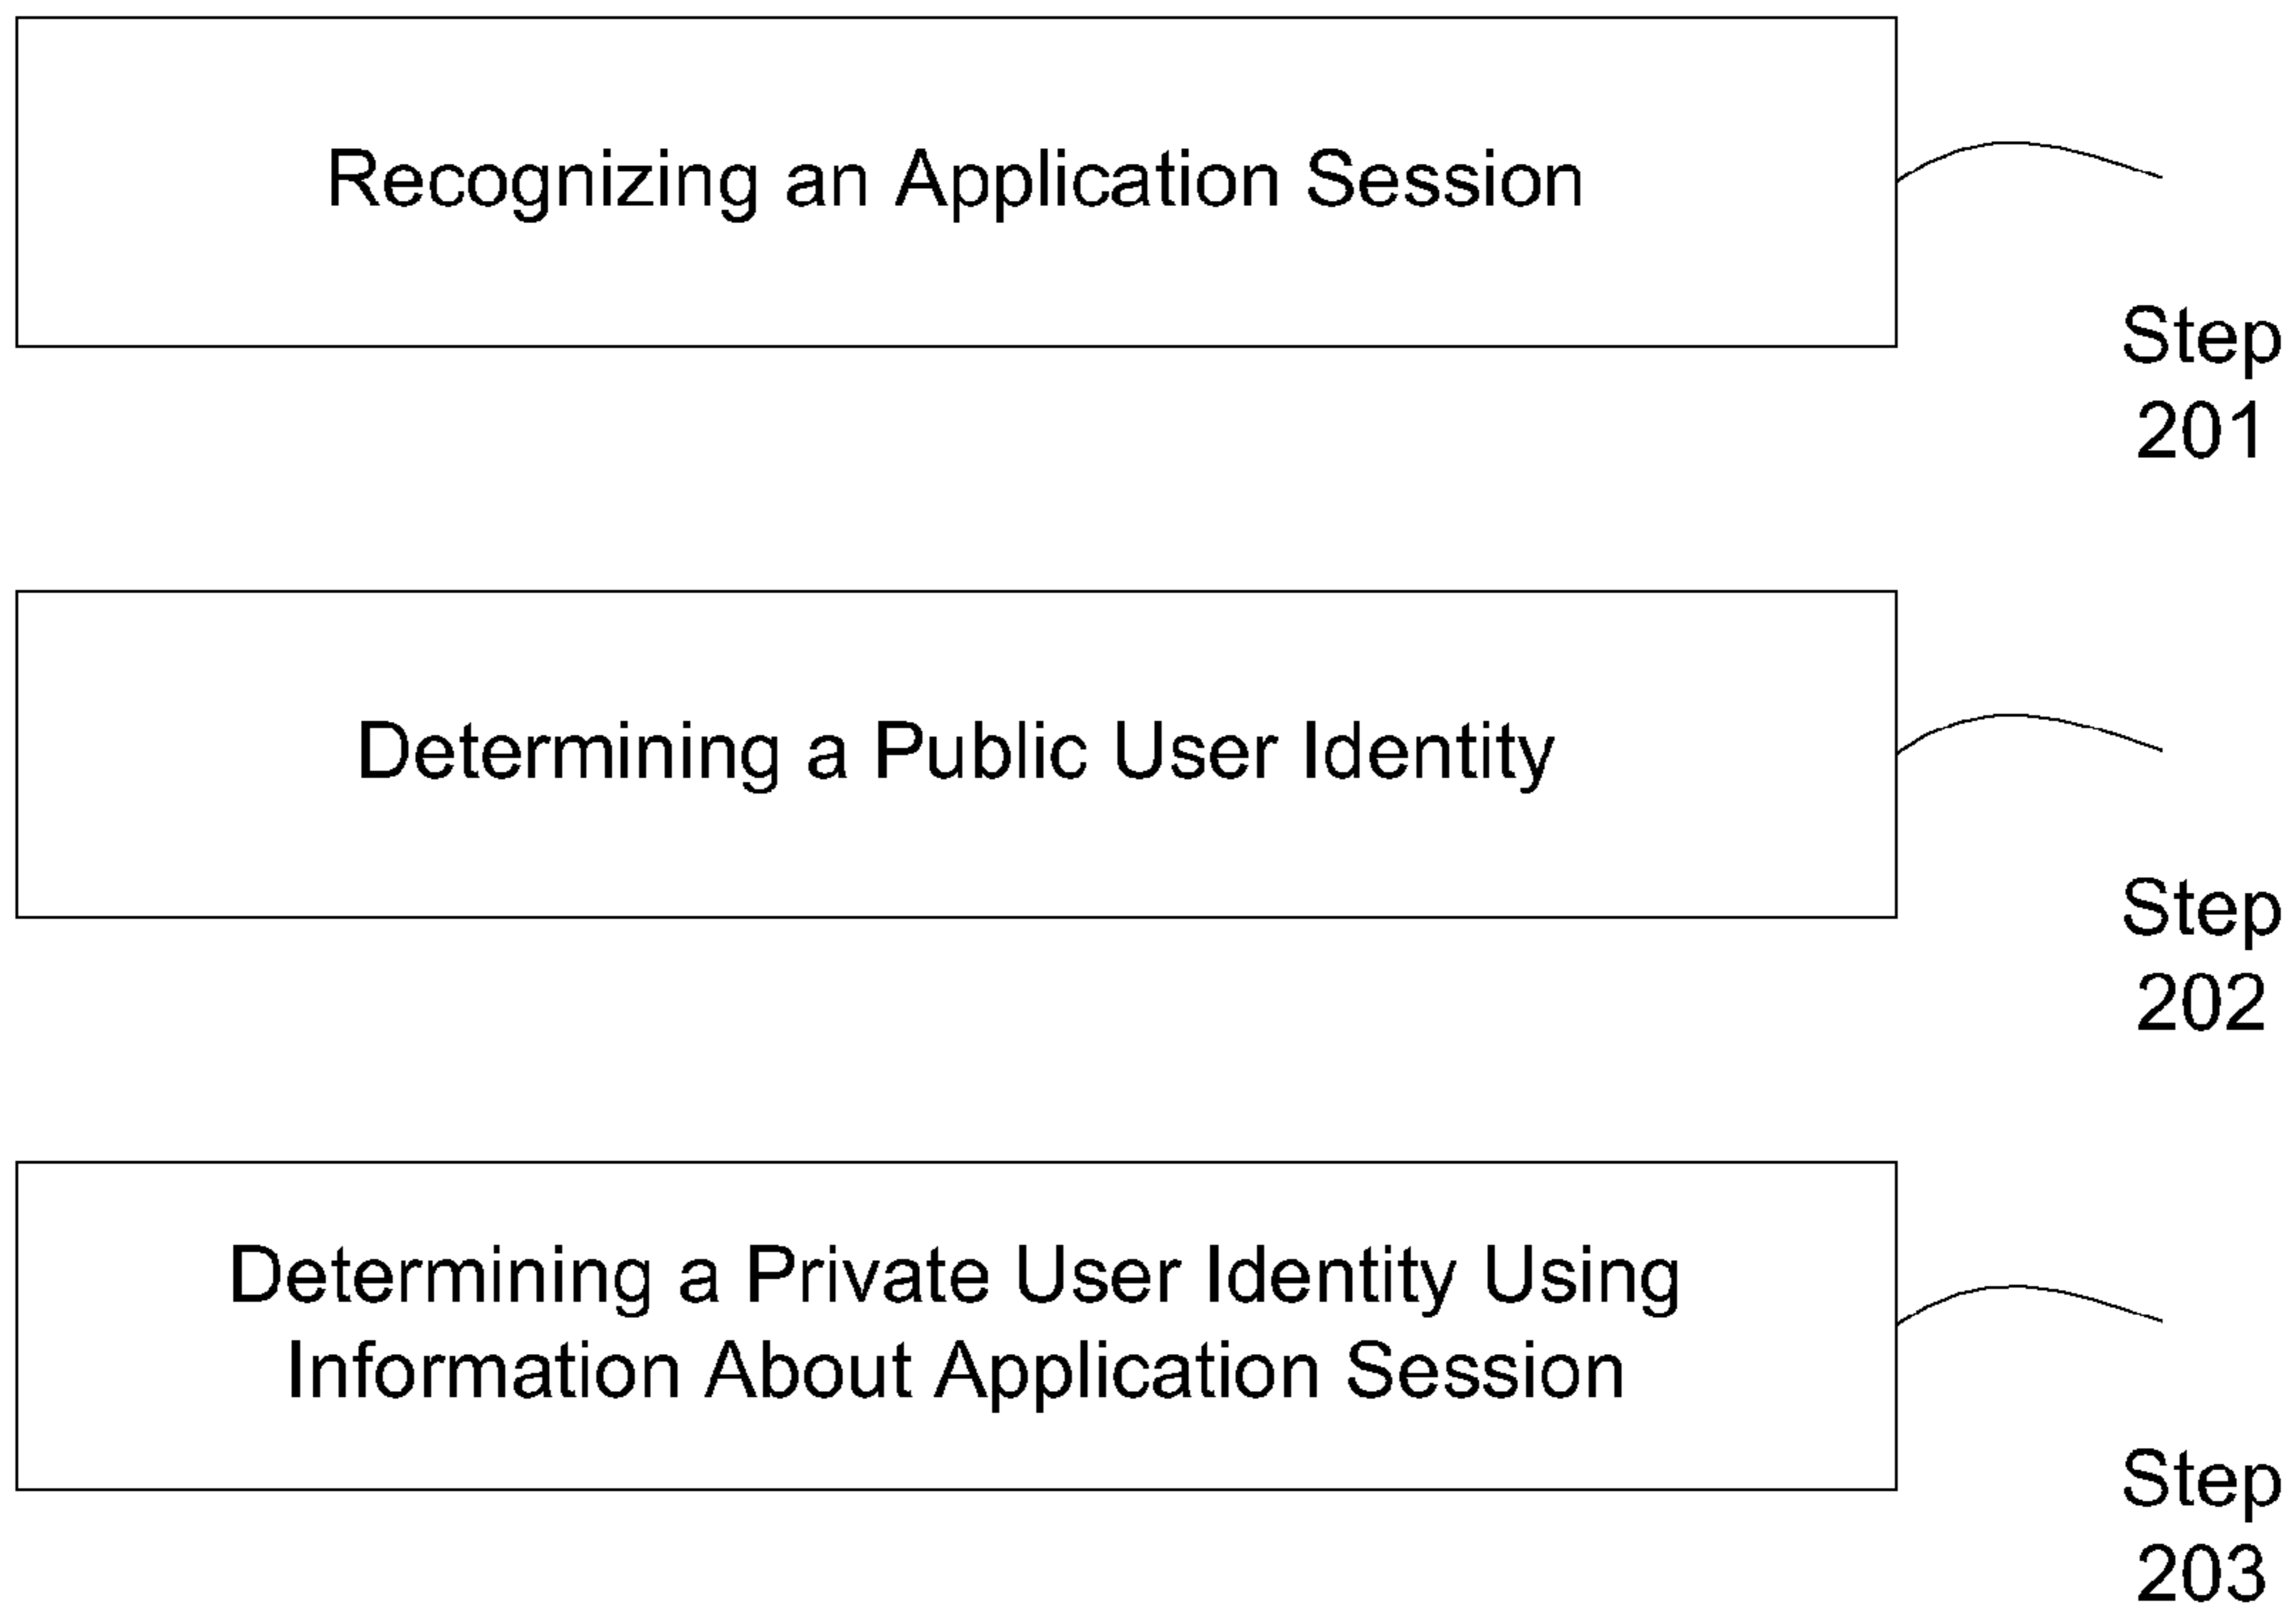 Recognizing an Application Session
Step
201
Determining a Public User Identity
Step
202
Determining a Private User Identity Using
Information About Application Session
Step
203